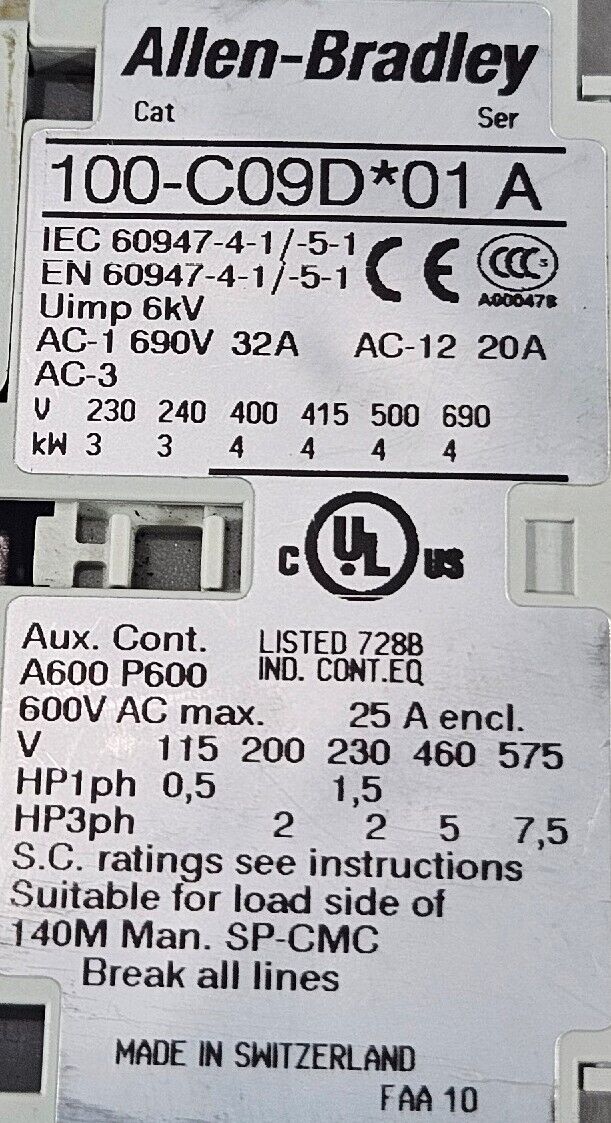 Allen-Bradley
Cat Ser
100-C09D*01 A
IEC 60947-4-1/-5-1
EN 60947-4-1/-5-1
CE
CCC S
A000478
Uimp 6kV
AC-1 690V 32A AC-12 20A
AC-3
V 230 240 400 415 500 690
kW 3 3 4 4 4 4
C UL US
Aux. Cont. LISTED 728B
A600 P600 IND. CONT.EQ
600V AC max. 25 A encl.
V 115 200 230 460 575
HP1ph 0,5 1,5
HP3ph 2 2 5 7,5
S.C. ratings see instructions
Suitable for load side of
140M Man. SP-CMC
Break all lines
MADE IN SWITZERLAND
FAA 10